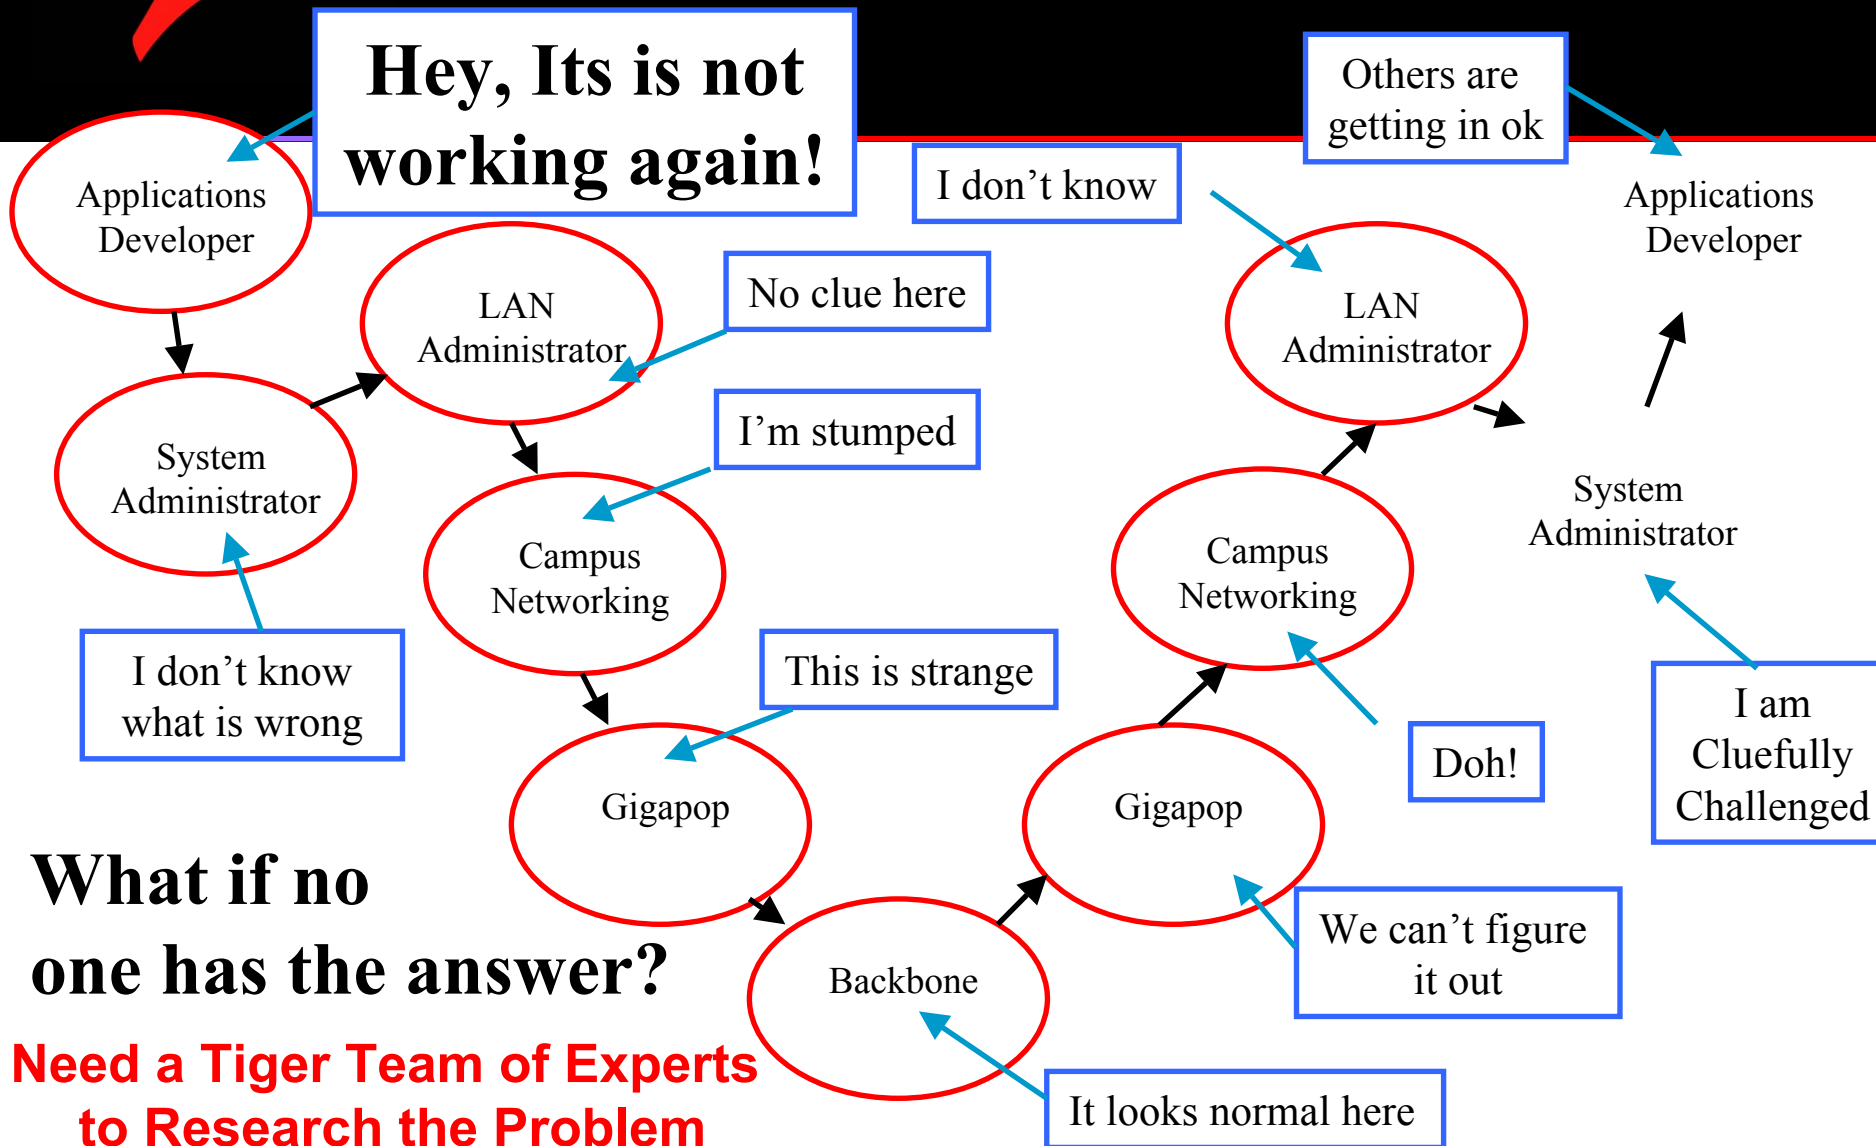 Hey, Its is not
working again!
Others are
getting in ok
I don’t know
Applications
Developer
Applications
Developer
No clue here
LAN
Administrator
LAN
Administrator
I’m stumped
System
Administrator
System
Administrator
Campus
Networking
Campus
Networking
I don’t know
what is wrong
This is strange
Doh!
I am
Cluefully
Challenged
Gigapop
Gigapop
What if no
one has the answer?
We can’t figure
it out
Backbone
Need a Tiger Team of Experts
to Research the Problem
It looks normal here